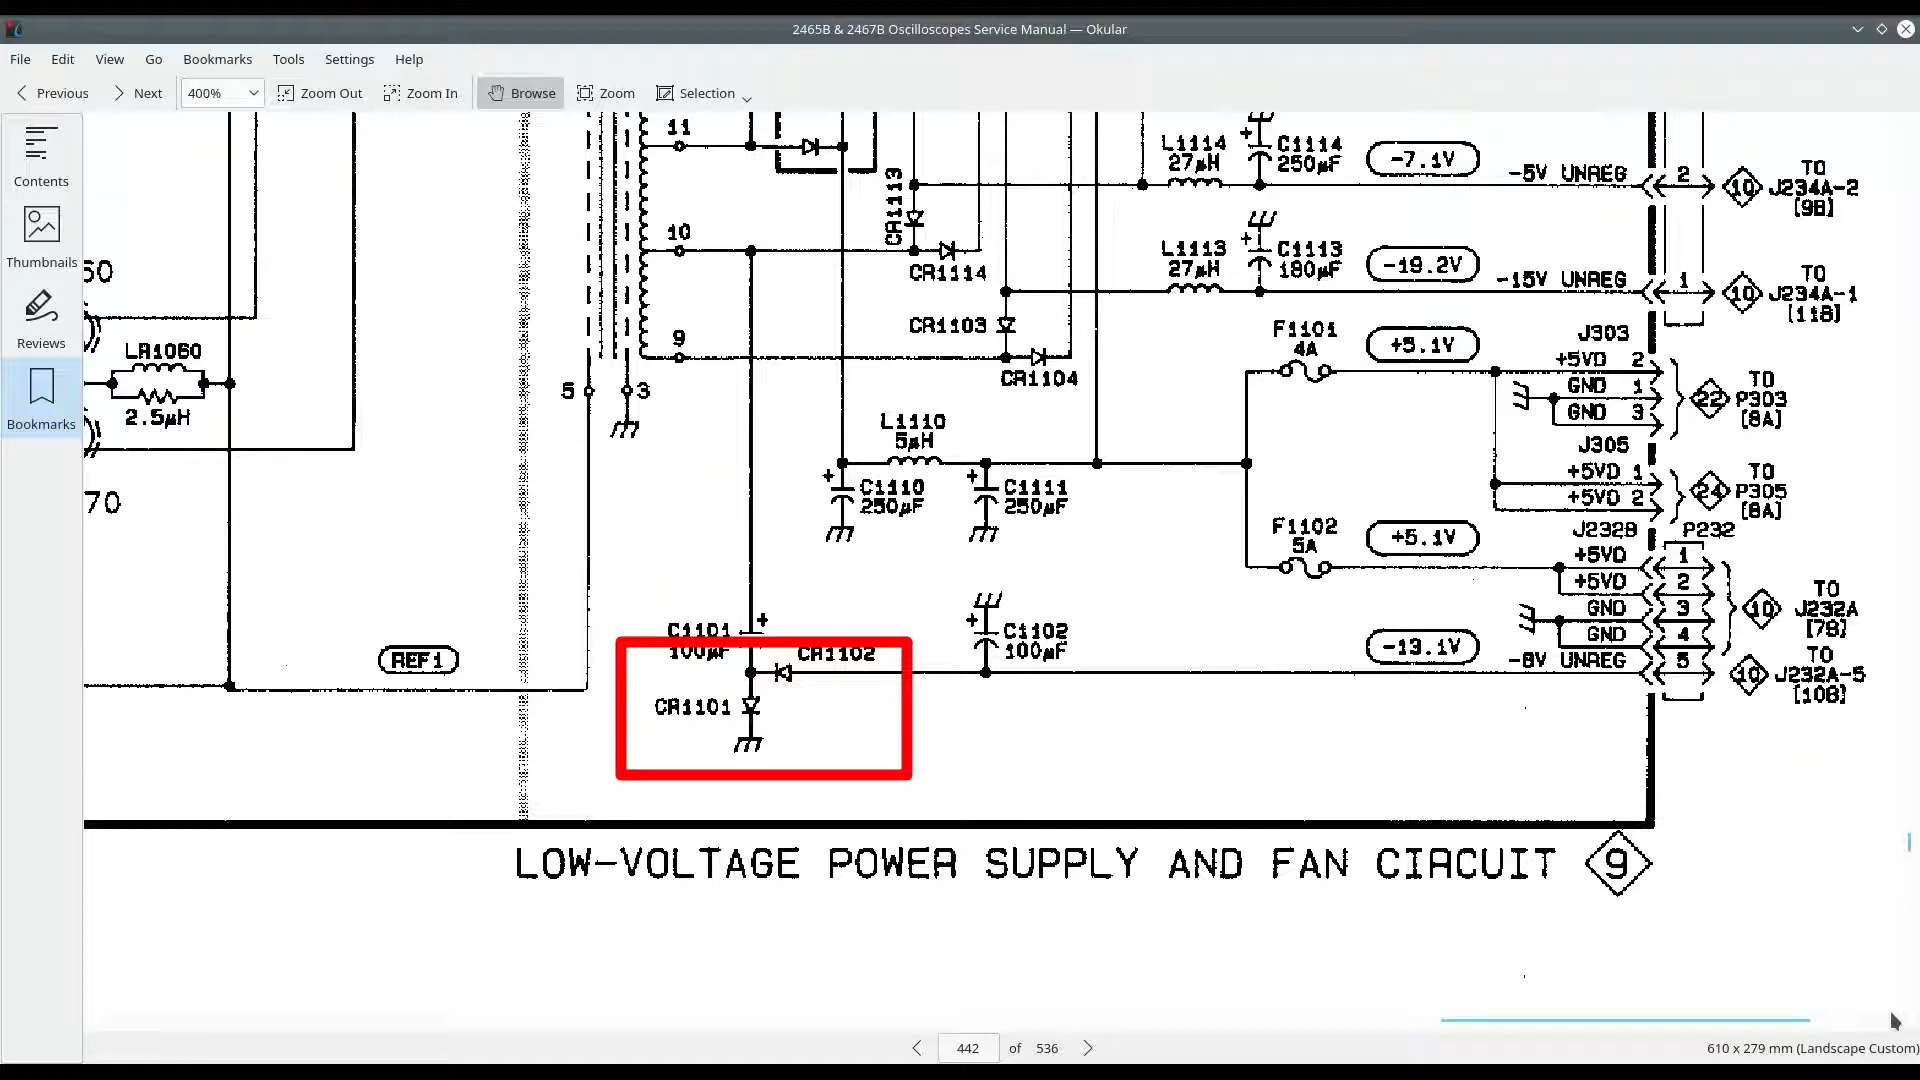 2465B & 2467B Oscilloscopes Service Manual — Okular
File Edit View Go Bookmarks Tools Settings Help
Previous Next 400% Zoom Out Zoom In Browse Zoom Selection
Contents
Thumbnails
Reviews
Bookmarks
60
LR1060
2.5µH
70
REF1
5
3
11
10
9
CR1113
CR1114
CR1103
CR1104
L1114
27µH
+
C1114
250µF
-7.1V
-5V UNREG
2
10
TO
J234A-2
[9B]
L1113
27µH
+
C1113
180µF
-19.2V
-15V UNREG
1
10
TO
J234A-1
[11B]
F1101
4A
+5.1V
J303
+5VD 2
GND 1
GND 3
22
TO
P303
[8A]
J305
+5VD 1
+5VD 2
24
TO
P305
[8A]
L1110
5µH
+
C1110
250µF
+
C1111
250µF
F1102
5A
+5.1V
J232B
P232
+5VD 1
+5VD 2
GND 3
GND 4
10
TO
J232A
[7B]
-8V UNREG 5
10
TO
J232A-5
[10B]
C1101
+
100µF
CR1102
CR1101
+
C1102
100µF
-13.1V
LOW-VOLTAGE POWER SUPPLY AND FAN CIRCUIT 9
442 of 536
610 x 279 mm (Landscape Custom)